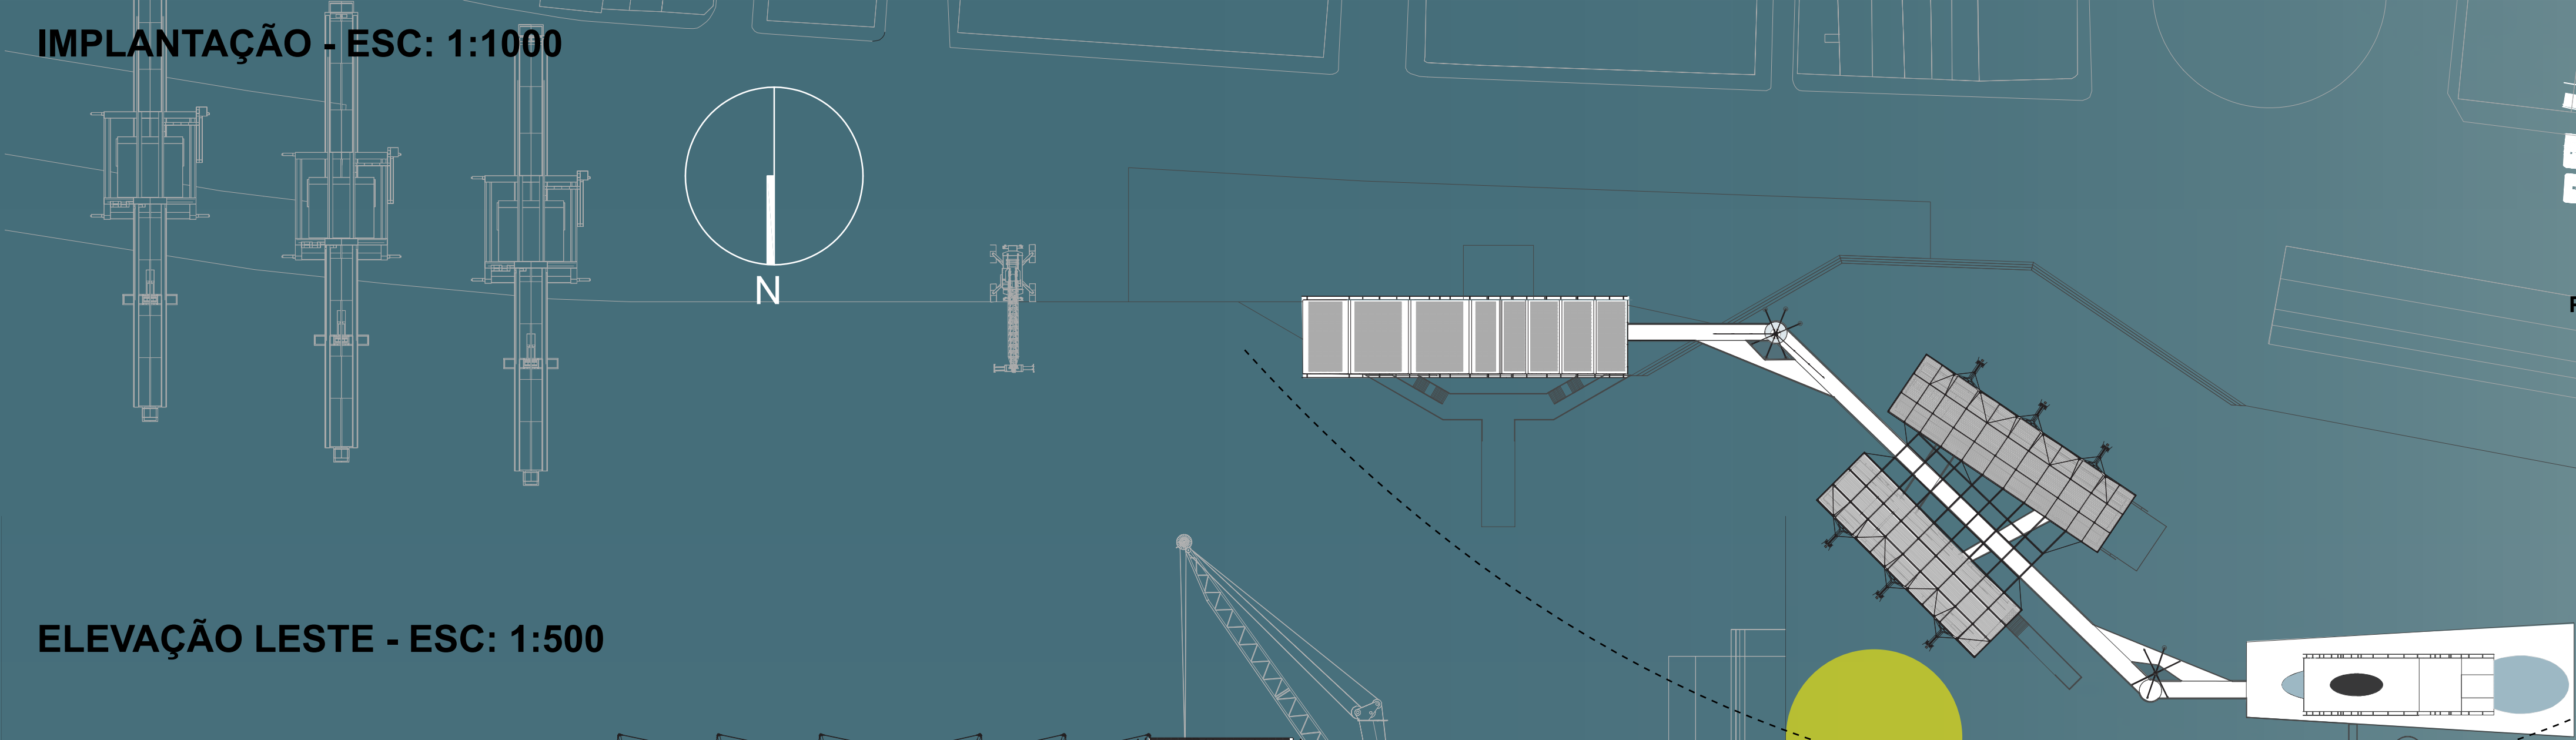 IMPLANTAÇÃO - ESC: 1:1000
N
ELEVAÇÃO LESTE - ESC: 1:500